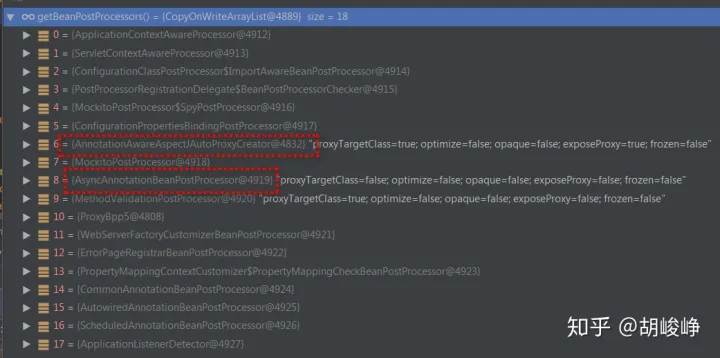 getBeanPostProcessors() = {CopyOnWriteArrayList@4889} size = 18
0 = {ApplicationContextAwareProcessor@4912}
1 = {ServletContextAwareProcessor@4913}
2 = {ConfigurationClassPostProcessor$ImportAwareBeanPostProcessor@4914}
3 = {PostProcessorRegistrationDelegate$BeanPostProcessorChecker@4915}
4 = {MockitoPostProcessor$SpyPostProcessor@4916}
5 = {ConfigurationPropertiesBindingPostProcessor@4917}
6 = {AnnotationAwareAspectJAutoProxyCreator@4832} "proxyTargetClass=true; optimize=false; opaque=false; exposeProxy=true; frozen=false"
7 = {MockitoPostProcessor@4918}
8 = {AsyncAnnotationBeanPostProcessor@4919} "proxyTargetClass=false; optimize=false; opaque=false; exposeProxy=false; frozen=false"
9 = {MethodValidationPostProcessor@4920} "proxyTargetClass=true; optimize=false; opaque=false; exposeProxy=false; frozen=false"
10 = {ProxyBpp5@4808}
11 = {WebServerFactoryCustomizerBeanPostProcessor@4921}
12 = {ErrorPageRegistrarBeanPostProcessor@4922}
13 = {PropertyMappingContextCustomizer$PropertyMappingCheckBeanPostProcessor@4923}
14 = {CommonAnnotationBeanPostProcessor@4924}
15 = {AutowiredAnnotationBeanPostProcessor@4925}
16 = {ScheduledAnnotationBeanPostProcessor@4926}
17 = {ApplicationListenerDetector@4927}
知乎 @胡峻峥